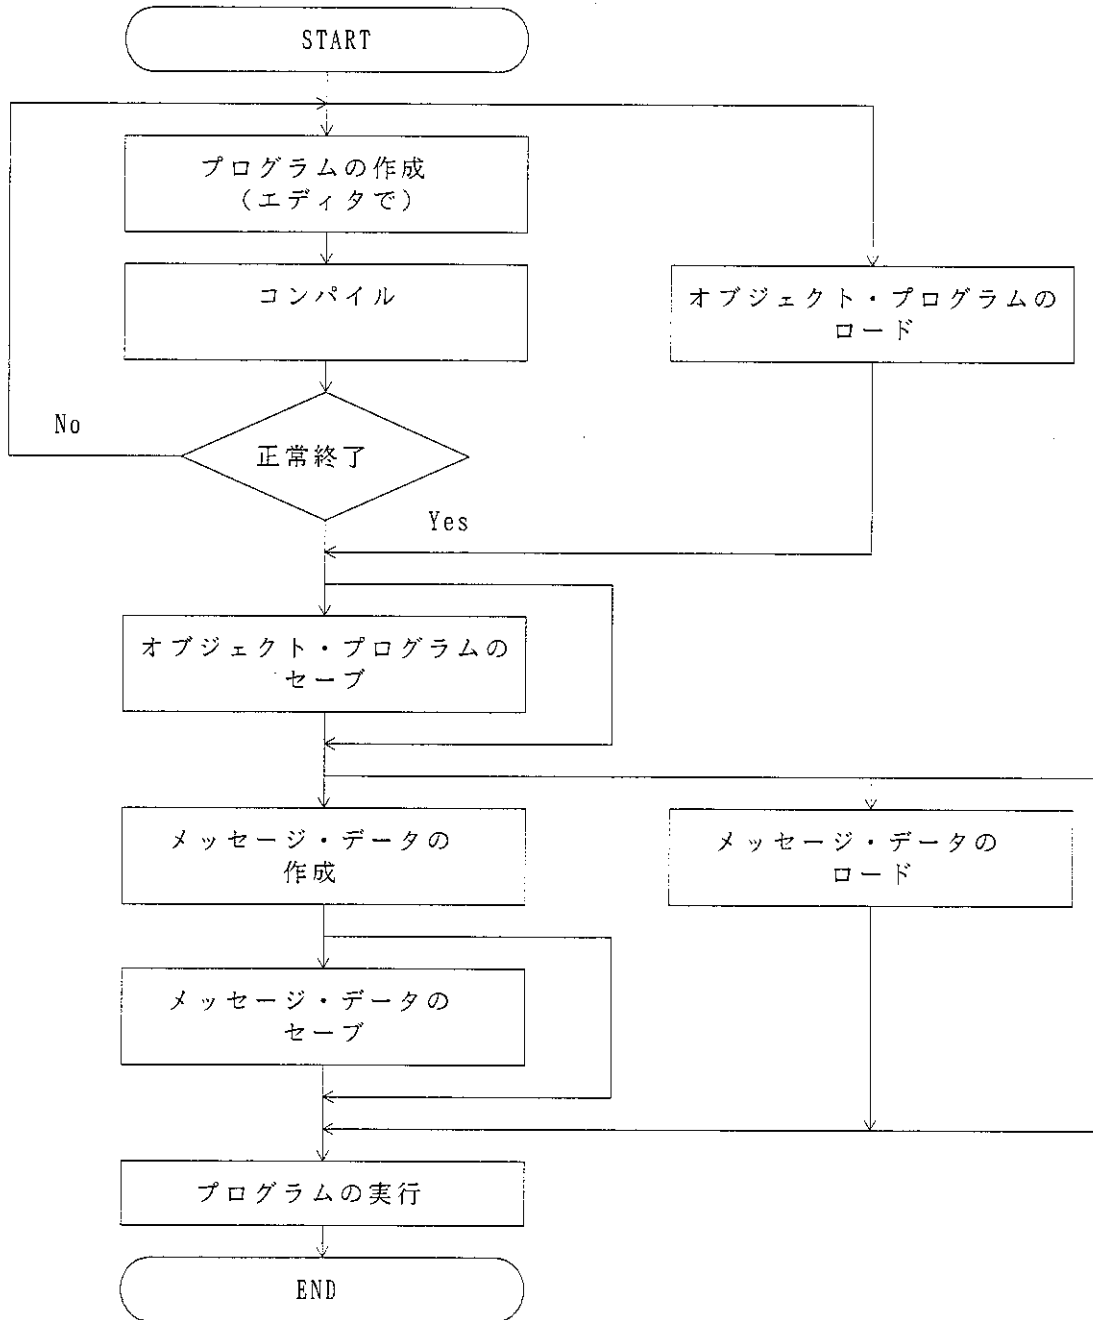 START
プログラムの作成
（エディタで）
コンパイル
オブジェクト・プログラムの
ロード
No
正常終了
Yes
オブジェクト・プログラムの
セーブ
メッセージ・データの
作成
メッセージ・データの
ロード
メッセージ・データの
セーブ
プログラムの実行
END